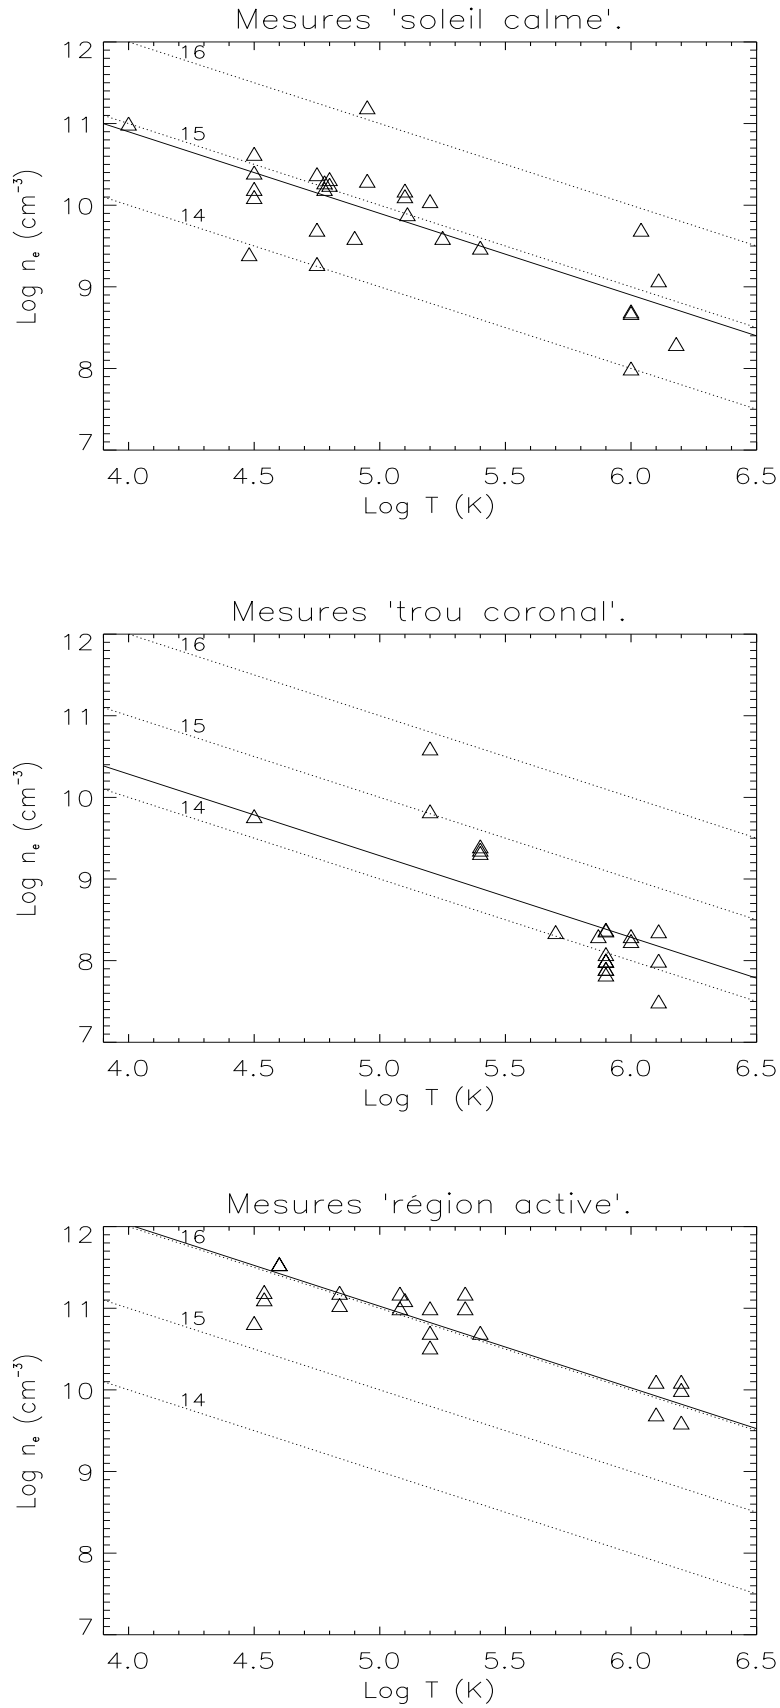 Mesures 'soleil calme'.
12
11
10
9
8
7
16
15
14
Log nₑ (cm⁻³)
4.0 4.5 5.0 5.5 6.0 6.5
Log T (K)
Mesures 'trou coronal'.
12
11
10
9
8
7
16
15
14
Log nₑ (cm⁻³)
4.0 4.5 5.0 5.5 6.0 6.5
Log T (K)
Mesures 'région active'.
12
11
10
9
8
7
16
15
14
Log nₑ (cm⁻³)
4.0 4.5 5.0 5.5 6.0 6.5
Log T (K)